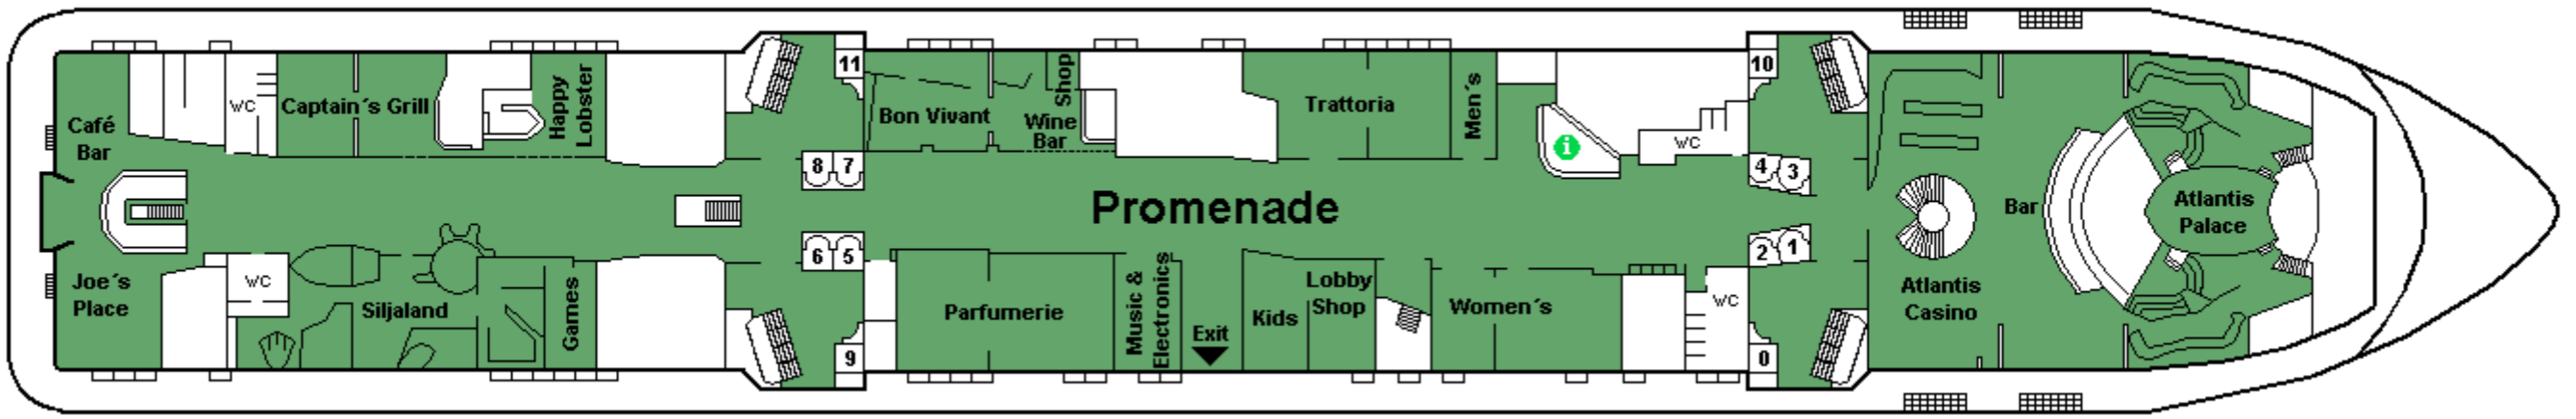 11
10
WC
Captain´s Grill
Happy
Lobster
Café
Bar
Bon Vivant
Shop
Wine
Bar
Trattoria
Men´s
i
WC
8 7
4 3
Promenade
Bar
Atlantis
Palace
6 5
2 1
Joe´s
Place
WC
Siljaland
Games
Parfumerie
Music &
Electronics
Exit
Kids
Lobby
Shop
Women´s
WC
Atlantis
Casino
9
0